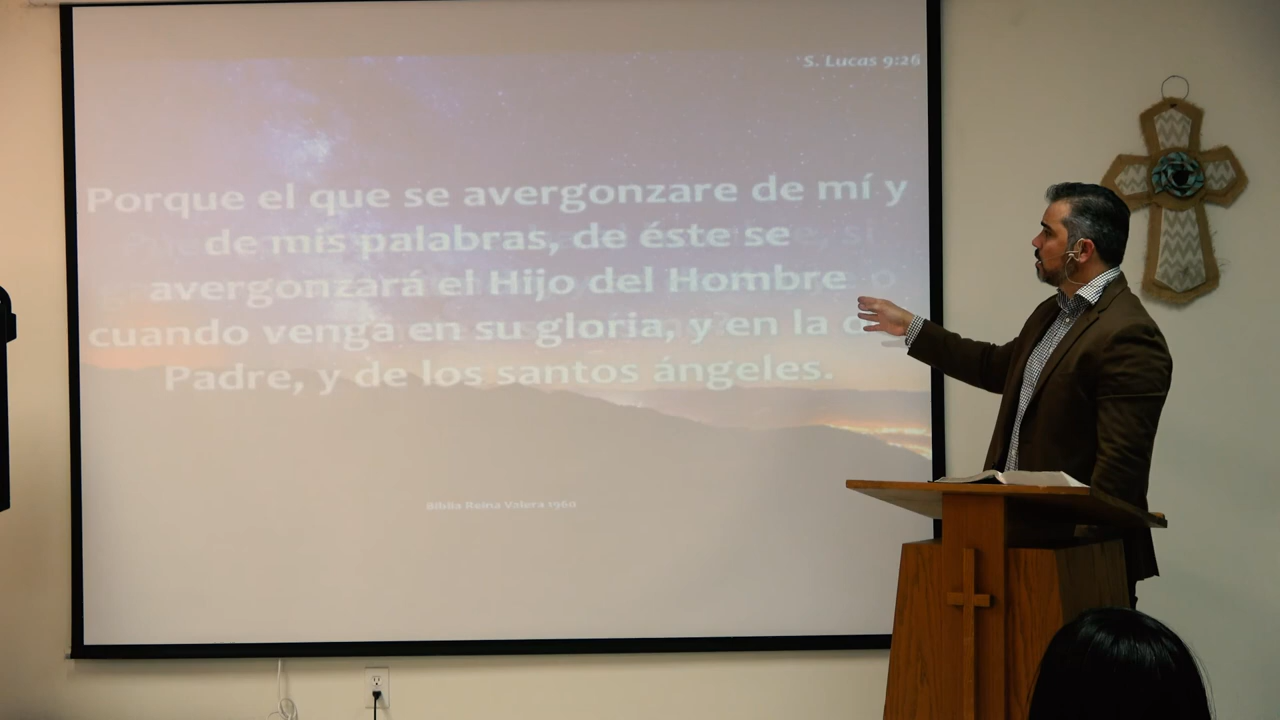 S. Lucas 9:26
Porque el que se avergonzare de mí y
de mis palabras, de éste se
avergonzará el Hijo del Hombre
cuando venga en su gloria, y en la
Padre, y de los santos ángeles.
Biblia Reina Valera 1960